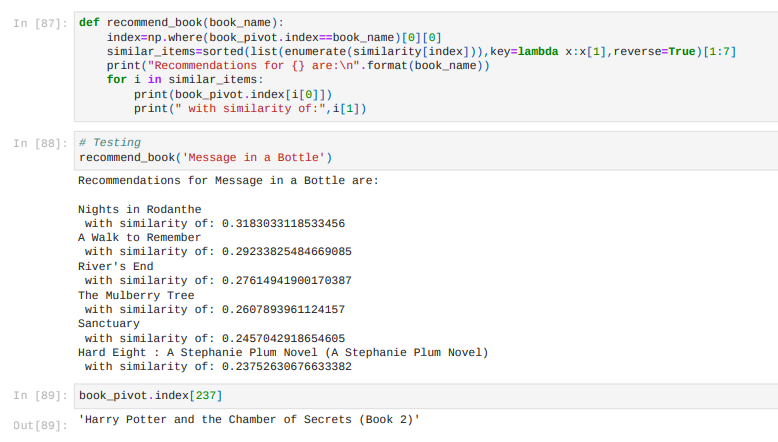 In [87]: def recommend_book(book_name):
    index=np.where(book_pivot.index==book_name)[0][0]
    similar_items=sorted(list(enumerate(similarity[index])),key=lambda x:x[1],reverse=True)[1:7]
    print("Recommendations for {} are:\n".format(book_name))
    for i in similar_items:
        print(book_pivot.index[i[0]])
        print(" with similarity of:",i[1])
In [88]: # Testing
recommend_book('Message in a Bottle')
Recommendations for Message in a Bottle are:

Nights in Rodanthe
 with similarity of: 0.3183033118533456
A Walk to Remember
 with similarity of: 0.29233825484669085
River's End
 with similarity of: 0.27614941900170387
The Mulberry Tree
 with similarity of: 0.2607893961124157
Sanctuary
 with similarity of: 0.2457042918654605
Hard Eight : A Stephanie Plum Novel (A Stephanie Plum Novel)
 with similarity of: 0.23752630676633382
In [89]: book_pivot.index[237]
Out[89]: 'Harry Potter and the Chamber of Secrets (Book 2)'